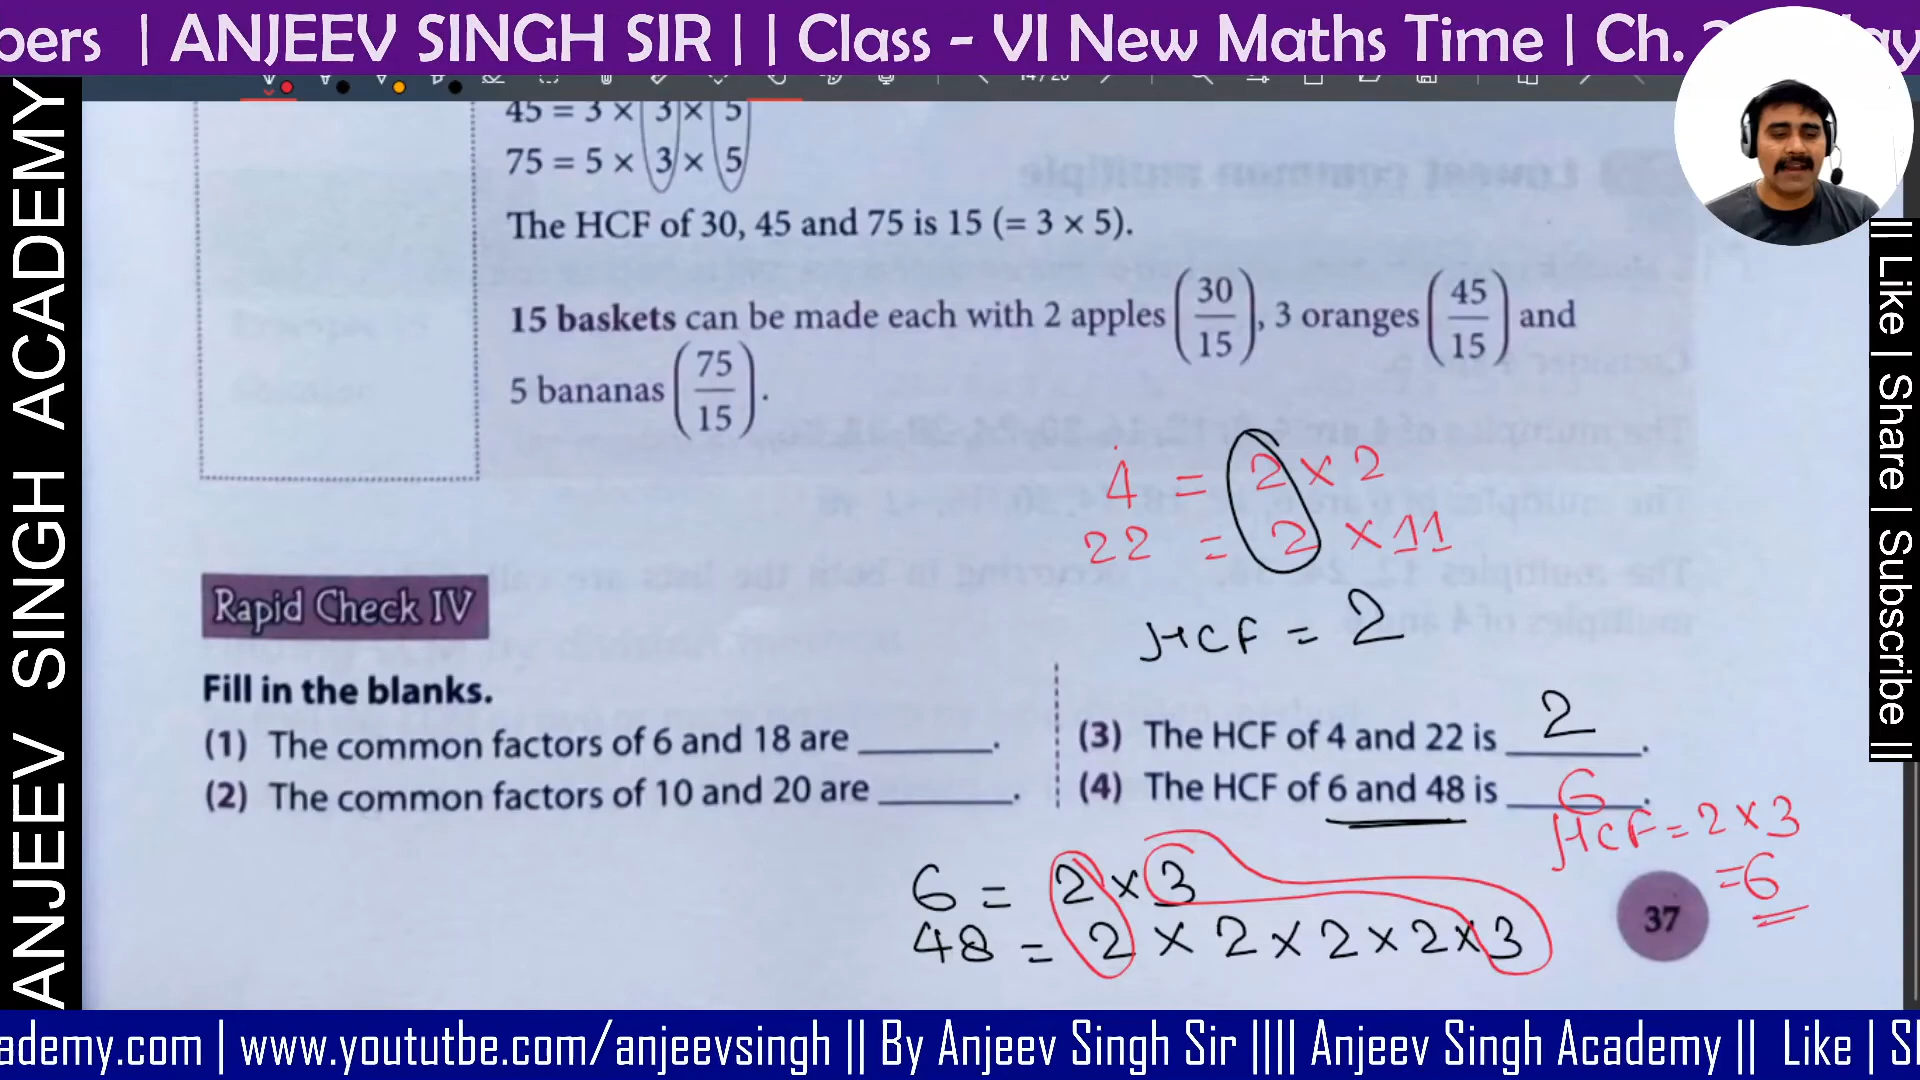 bers | ANJEEV SINGH SIR | | Class - VI New Maths Time | Ch. 2
ANJEEV SINGH ACADEMY
|| Like | Share | Subscribe ||
14 / 20
45 = 3 × 3 × 5
75 = 5 × 3 × 5
The HCF of 30, 45 and 75 is 15 (= 3 × 5).
15 baskets can be made each with 2 apples (30/15), 3 oranges (45/15) and
5 bananas (75/15).
4 = 2 × 2
22 = 2 × 11
HCF = 2
Rapid Check IV
Fill in the blanks.
(1) The common factors of 6 and 18 are ______.
(2) The common factors of 10 and 20 are ______.
(3) The HCF of 4 and 22 is 2.
(4) The HCF of 6 and 48 is 6.
HCF = 2 × 3
= 6
6 = 2 × 3
48 = 2 × 2 × 2 × 2 × 3
37
ademy.com | www.yoututbe.com/anjeevsingh || By Anjeev Singh Sir |||| Anjeev Singh Academy || Like | S